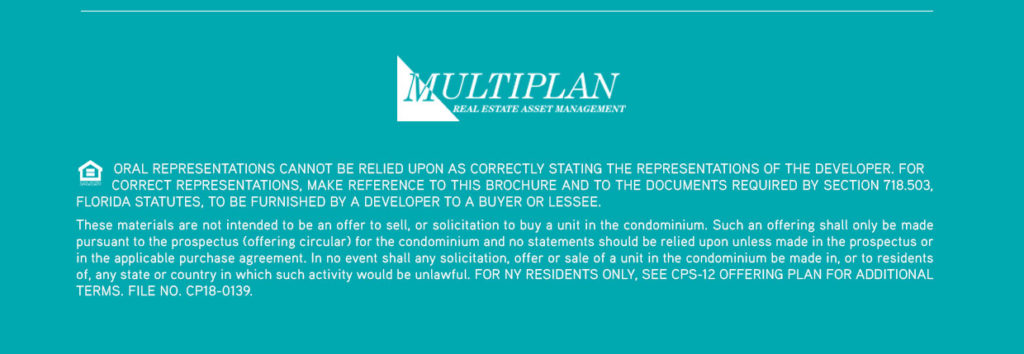 MULTIPLAN
REAL ESTATE ASSET MANAGEMENT
ORAL REPRESENTATIONS CANNOT BE RELIED UPON AS CORRECTLY STATING THE REPRESENTATIONS OF THE DEVELOPER. FOR
CORRECT REPRESENTATIONS, MAKE REFERENCE TO THIS BROCHURE AND TO THE DOCUMENTS REQUIRED BY SECTION 718.503,
FLORIDA STATUTES, TO BE FURNISHED BY A DEVELOPER TO A BUYER OR LESSEE.
These materials are not intended to be an offer to sell, or solicitation to buy a unit in the condominium. Such an offering shall only be made
pursuant to the prospectus (offering circular) for the condominium and no statements should be relied upon unless made in the prospectus or
in the applicable purchase agreement. In no event shall any solicitation, offer or sale of a unit in the condominium be made in, or to residents
of, any state or country in which such activity would be unlawful. FOR NY RESIDENTS ONLY, SEE CPS-12 OFFERING PLAN FOR ADDITIONAL
TERMS. FILE NO. CP18-0139.